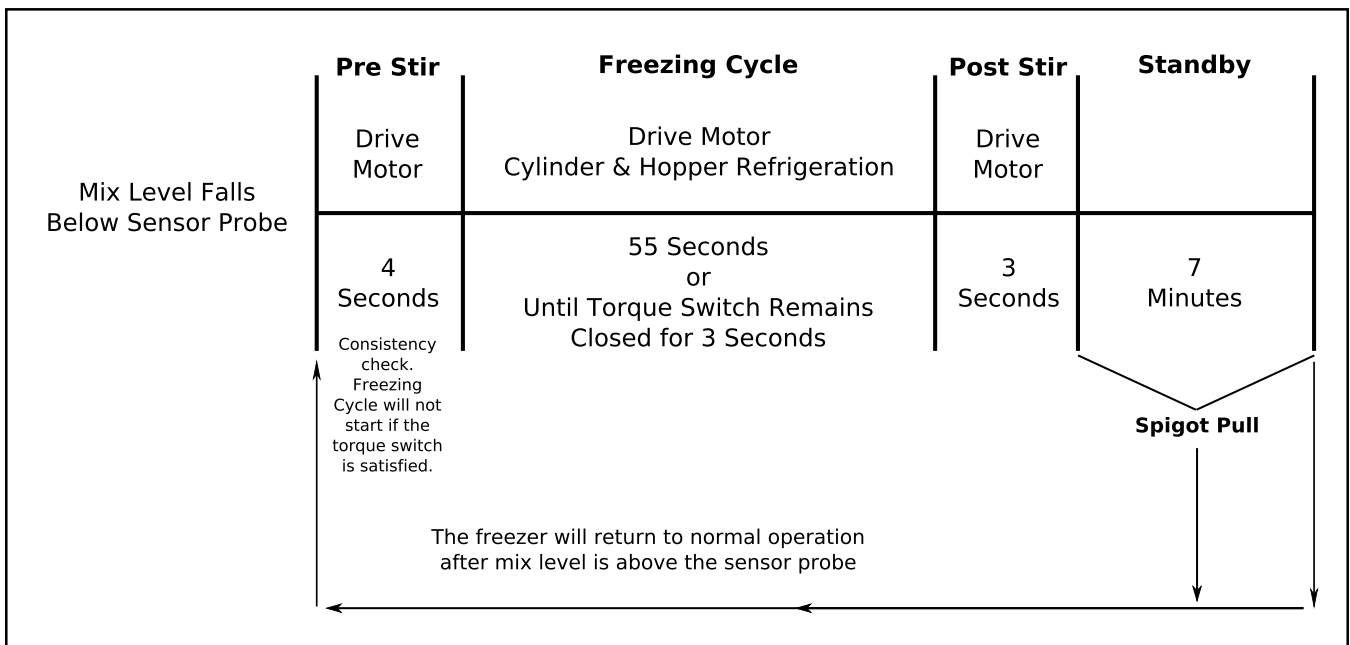 Pre Stir
Freezing Cycle
Post Stir
Standby
Drive
Motor
Drive Motor
Cylinder & Hopper Refrigeration
Drive
Motor
Mix Level Falls
Below Sensor Probe
4
Seconds
55 Seconds
or
Until Torque Switch Remains
Closed for 3 Seconds
3
Seconds
7
Minutes
Consistency
check.
Freezing
Cycle will not
start if the
torque switch
is satisfied.
Spigot Pull
The freezer will return to normal operation
after mix level is above the sensor probe